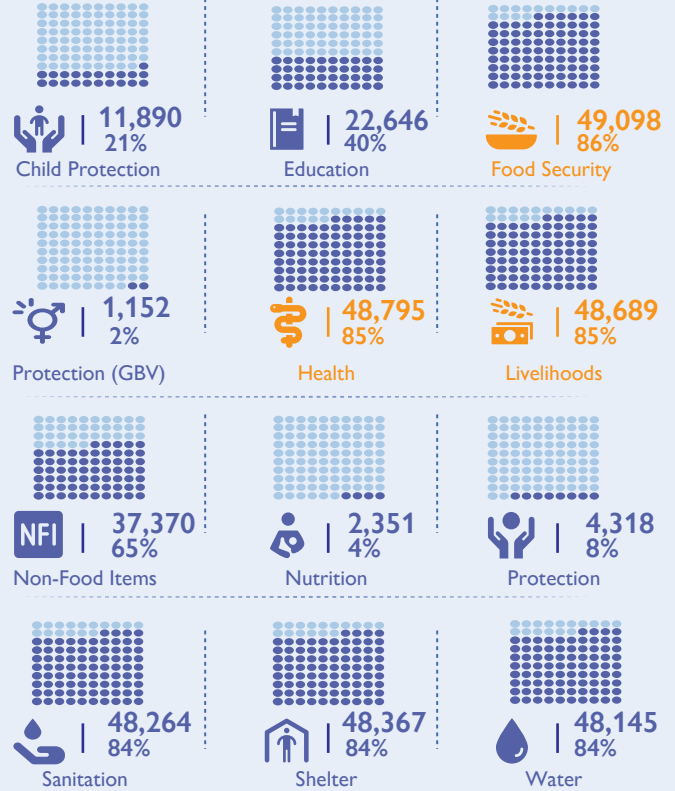 11,890
21%
Child Protection
22,646
40%
Education
49,098
86%
Food Security
1,152
2%
Protection (GBV)
48,795
85%
Health
48,689
85%
Livelihoods
NFI
37,370
65%
Non-Food Items
2,351
4%
Nutrition
4,318
8%
Protection
48,264
84%
Sanitation
48,367
84%
Shelter
48,145
84%
Water